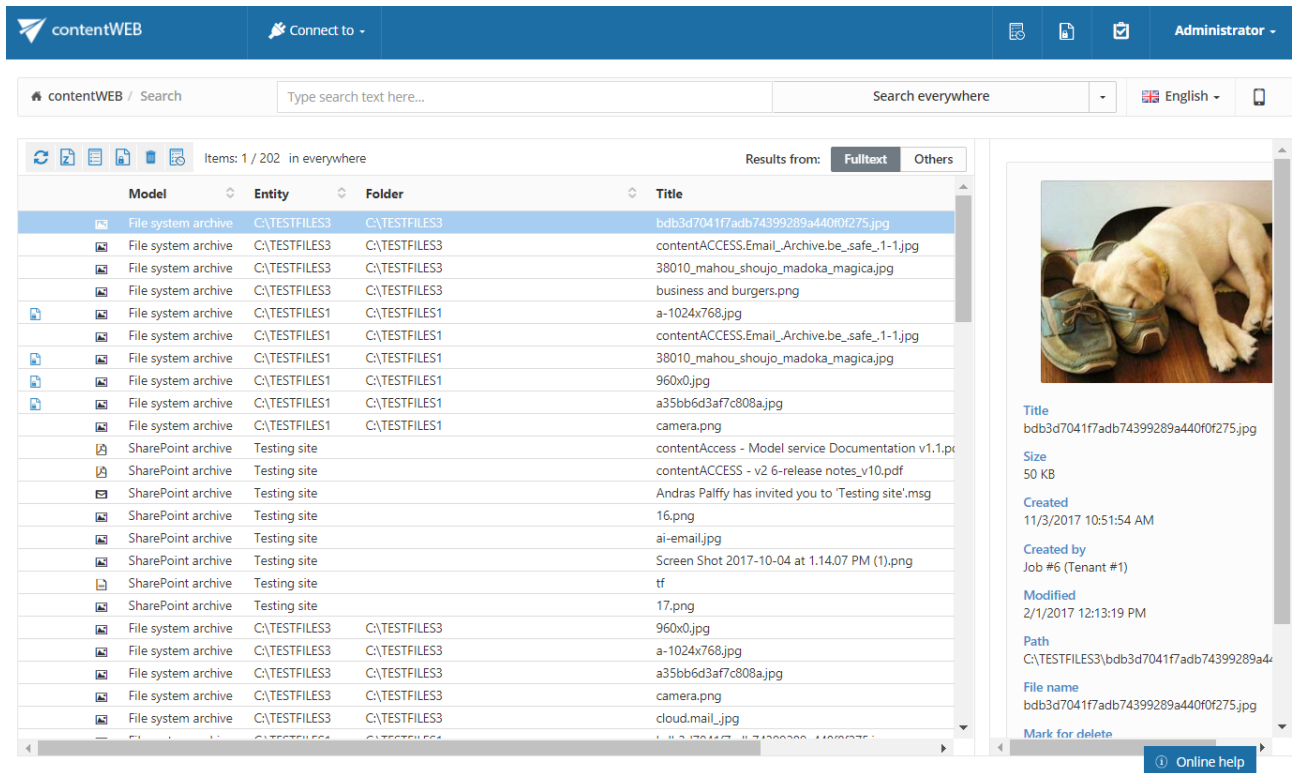 contentWEB Connect to Administrator
contentWEB / Search Type search text here... Search everywhere English
Items: 1 / 202 in everywhere Results from: Fulltext Others
Model Entity Folder Title
File system archive C:\TESTFILES3 C:\TESTFILES3 bdb3d7041f7adb74399289a440f0f275.jpg
File system archive C:\TESTFILES3 C:\TESTFILES3 contentACCESS.Email_.Archive.be_.safe_.1-1.jpg
File system archive C:\TESTFILES3 C:\TESTFILES3 38010_mahou_shoujo_madoka_magica.jpg
File system archive C:\TESTFILES3 C:\TESTFILES3 business and burgers.png
File system archive C:\TESTFILES1 C:\TESTFILES1 a-1024x768.jpg
File system archive C:\TESTFILES1 C:\TESTFILES1 contentACCESS.Email_.Archive.be_.safe_.1-1.jpg
File system archive C:\TESTFILES1 C:\TESTFILES1 38010_mahou_shoujo_madoka_magica.jpg
File system archive C:\TESTFILES1 C:\TESTFILES1 960x0.jpg
File system archive C:\TESTFILES1 C:\TESTFILES1 a35bb6d3af7c808a.jpg
File system archive C:\TESTFILES1 C:\TESTFILES1 camera.png
SharePoint archive Testing site contentAccess - Model service Documentation v1.1.p
SharePoint archive Testing site contentACCESS - v2 6-release notes_v10.pdf
SharePoint archive Testing site Andras Palffy has invited you to 'Testing site'.msg
SharePoint archive Testing site 16.png
SharePoint archive Testing site ai-email.jpg
SharePoint archive Testing site Screen Shot 2017-10-04 at 1.14.07 PM (1).png
SharePoint archive Testing site tf
SharePoint archive Testing site 17.png
File system archive C:\TESTFILES3 C:\TESTFILES3 960x0.jpg
File system archive C:\TESTFILES3 C:\TESTFILES3 a-1024x768.jpg
File system archive C:\TESTFILES3 C:\TESTFILES3 a35bb6d3af7c808a.jpg
File system archive C:\TESTFILES3 C:\TESTFILES3 camera.png
File system archive C:\TESTFILES3 C:\TESTFILES3 cloud.mail_.jpg
Title
bdb3d7041f7adb74399289a440f0f275.jpg
Size
50 KB
Created
11/3/2017 10:51:54 AM
Created by
Job #6 (Tenant #1)
Modified
2/1/2017 12:13:19 PM
Path
C:\TESTFILES3\bdb3d7041f7adb74399289a4
File name
bdb3d7041f7adb74399289a440f0f275.jpg
Mark for delete
Online help